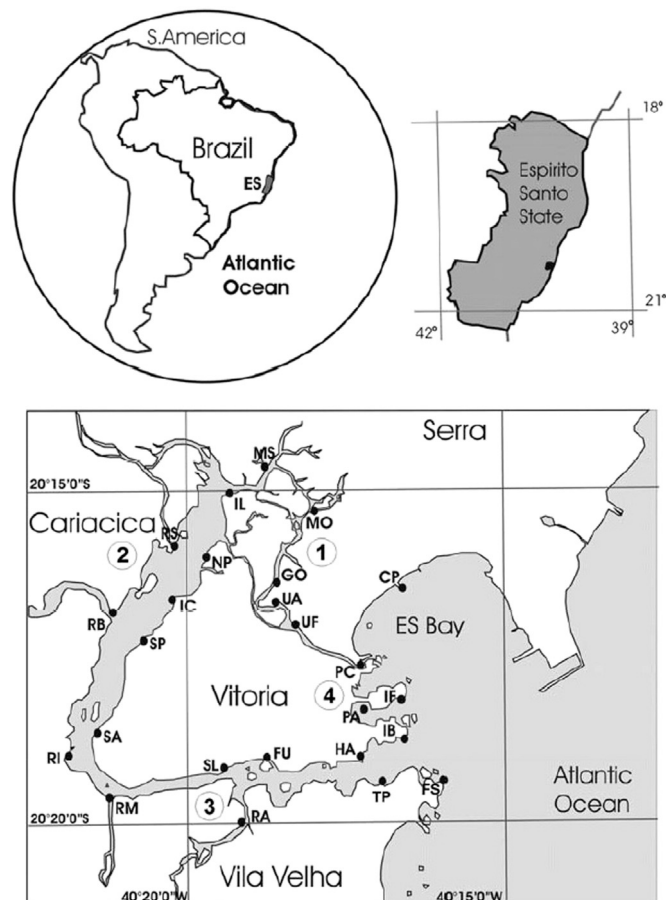 S.America
Brazil
ES
Atlantic
Ocean
18°
Espirito
Santo
State
21°
42°
39°
Serra
MS
20°15'0"S
IL
MO
Cariacica
RS
2
1
NP
GO
CP
IC
UA
RB
UF
ES Bay
SP
PC
Vitoria
4
IF
PA
SA
IB
RI
SL
FU
HA
TP
FS
RM
3
Atlantic
Ocean
20°20'0"S
RA
Vila Velha
40°20'0"W
40°15'0"W